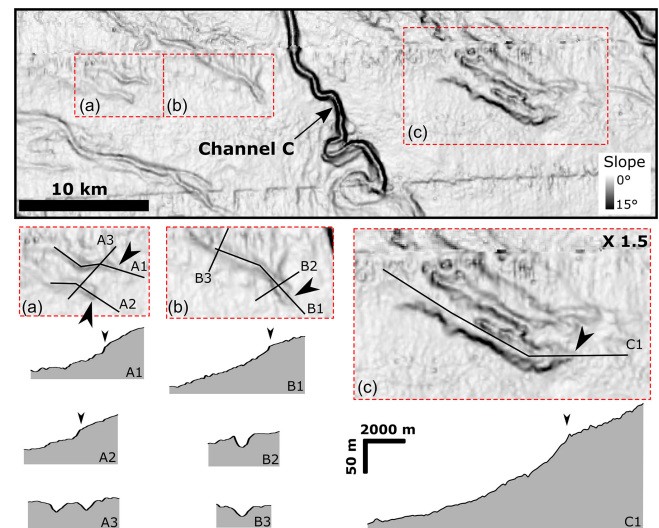 (a)
(b)
(c)
Channel C
Slope
0°
15°
10 km
A3
A1
A2
(a)
B3
B2
B1
(b)
X 1.5
C1
(c)
A1
B1
A2
B2
2000 m
50 m
A3
B3
C1